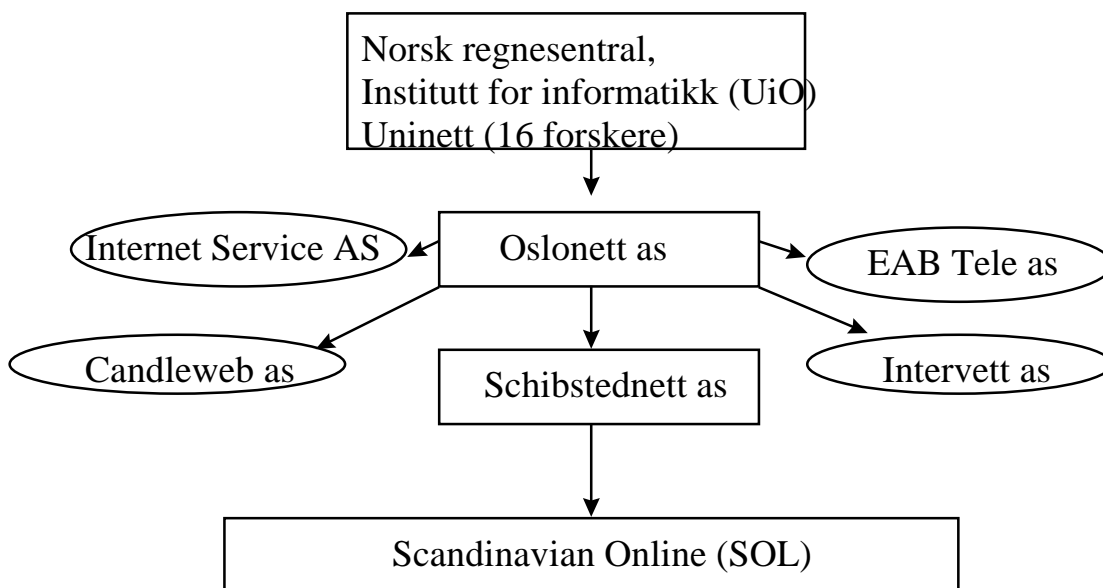 Norsk regnesentral,
Institutt for informatikk (UiO)
Uninett (16 forskere)
Internet Service AS
Oslonett as
EAB Tele as
Candleweb as
Schibstednett as
Intervett as
Scandinavian Online (SOL)